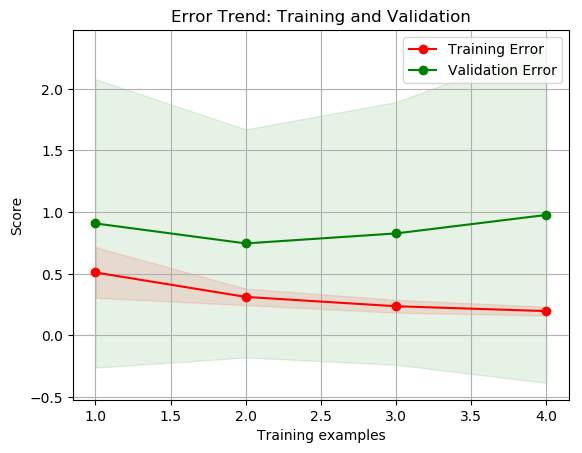 Error Trend: Training and Validation
Training Error
Validation Error
2.0
1.5
1.0
0.5
0.0
−0.5
Score
1.0 1.5 2.0 2.5 3.0 3.5 4.0
Training examples